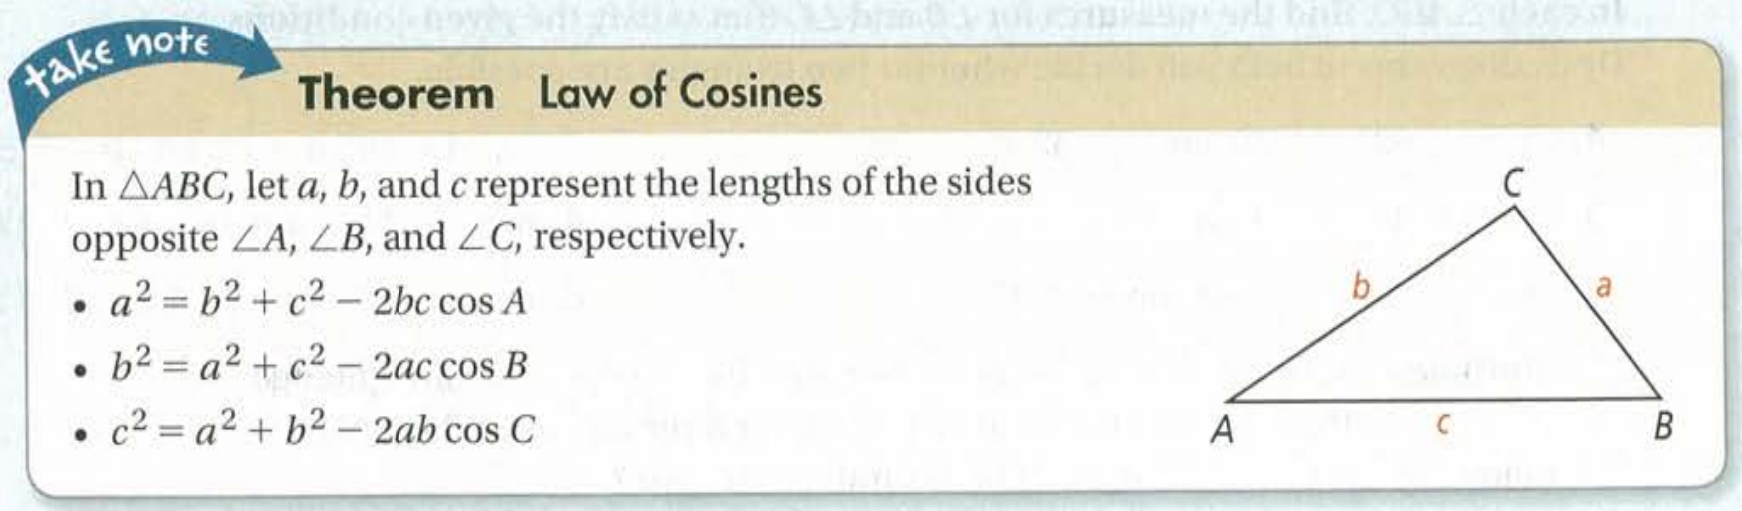 take note
Theorem Law of Cosines
In △ABC, let a, b, and c represent the lengths of the sides
opposite ∠A, ∠B, and ∠C, respectively.
• a² = b² + c² − 2bc cos A
• b² = a² + c² − 2ac cos B
• c² = a² + b² − 2ab cos C
C
b
a
A
c
B